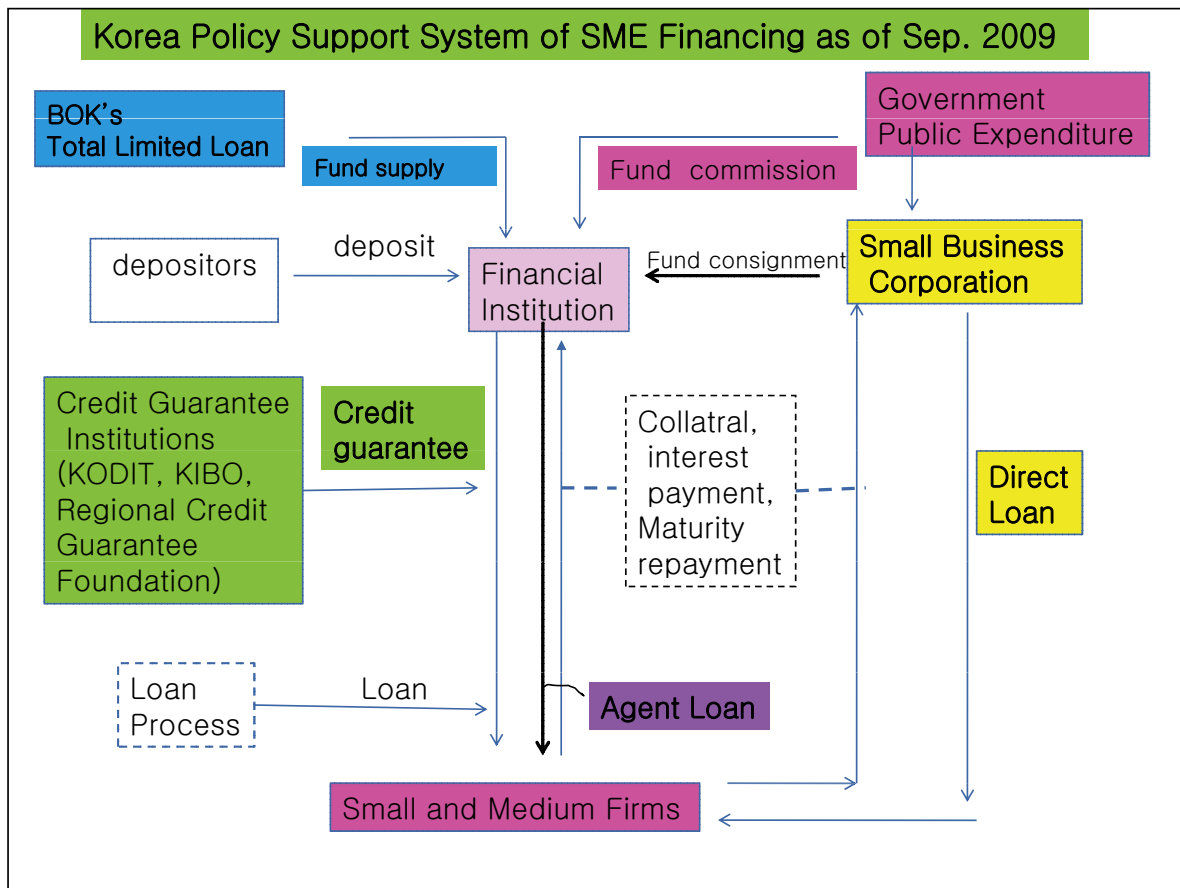 Korea Policy Support System of SME Financing as of Sep. 2009
BOK's
Total Limited Loan
Government
Public Expenditure
Fund supply
Fund commission
depositors
deposit
Financial
Institution
Fund consignment
Small Business
Corporation
Credit Guarantee
Institutions
(KODIT, KIBO,
Regional Credit
Guarantee
Foundation)
Credit
guarantee
Collatral,
interest
payment,
Maturity
repayment
Direct
Loan
Loan
Process
Loan
Agent Loan
Small and Medium Firms